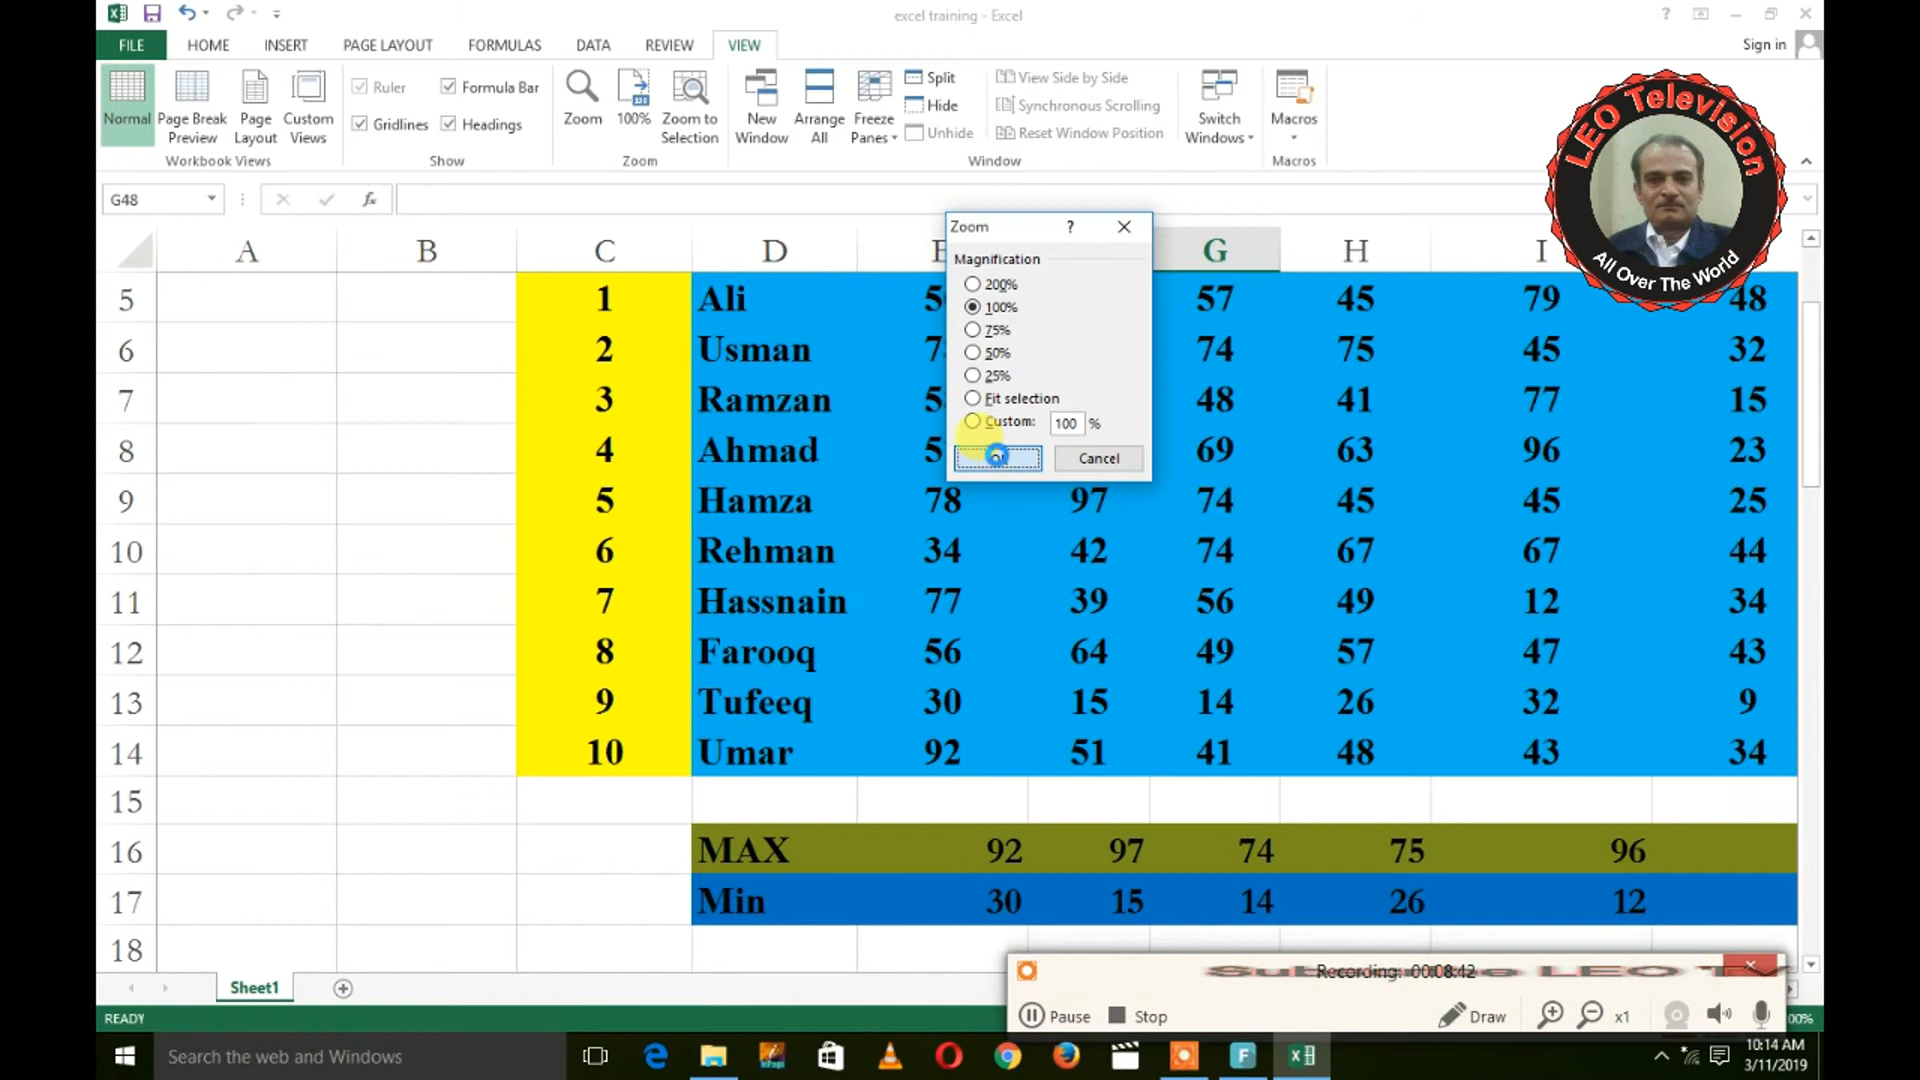 excel training - Excel
FILE HOME INSERT PAGE LAYOUT FORMULAS DATA REVIEW VIEW Sign in
Normal Page Break Preview Page Layout Custom Views
Workbook Views
Ruler Formula Bar
Gridlines Headings
Show
Zoom 100% Zoom to Selection
Zoom
New Window Arrange All Freeze Panes
Split
Hide
Unhide
View Side by Side
Synchronous Scrolling
Reset Window Position
Window
Switch Windows
Macros
Macros
LEO Television
All Over The World
G48
fx
A B C D G H I
5 1 Ali 57 45 79 48
6 2 Usman 74 75 45 32
7 3 Ramzan 48 41 77 15
8 4 Ahmad 69 63 96 23
9 5 Hamza 78 97 74 45 45 25
10 6 Rehman 34 42 74 67 67 44
11 7 Hassnain 77 39 56 49 12 34
12 8 Farooq 56 64 49 57 47 43
13 9 Tufeeq 30 15 14 26 32 9
14 10 Umar 92 51 41 48 43 34
15
16 MAX 92 97 74 75 96
17 Min 30 15 14 26 12
18
Zoom ?
Magnification
200%
100%
75%
50%
25%
Fit selection
Custom: 100 %
Cancel
Sheet1
READY
Recording: 00:08:42
Pause Stop Draw x1
Search the web and Windows
10:14 AM
3/11/2019